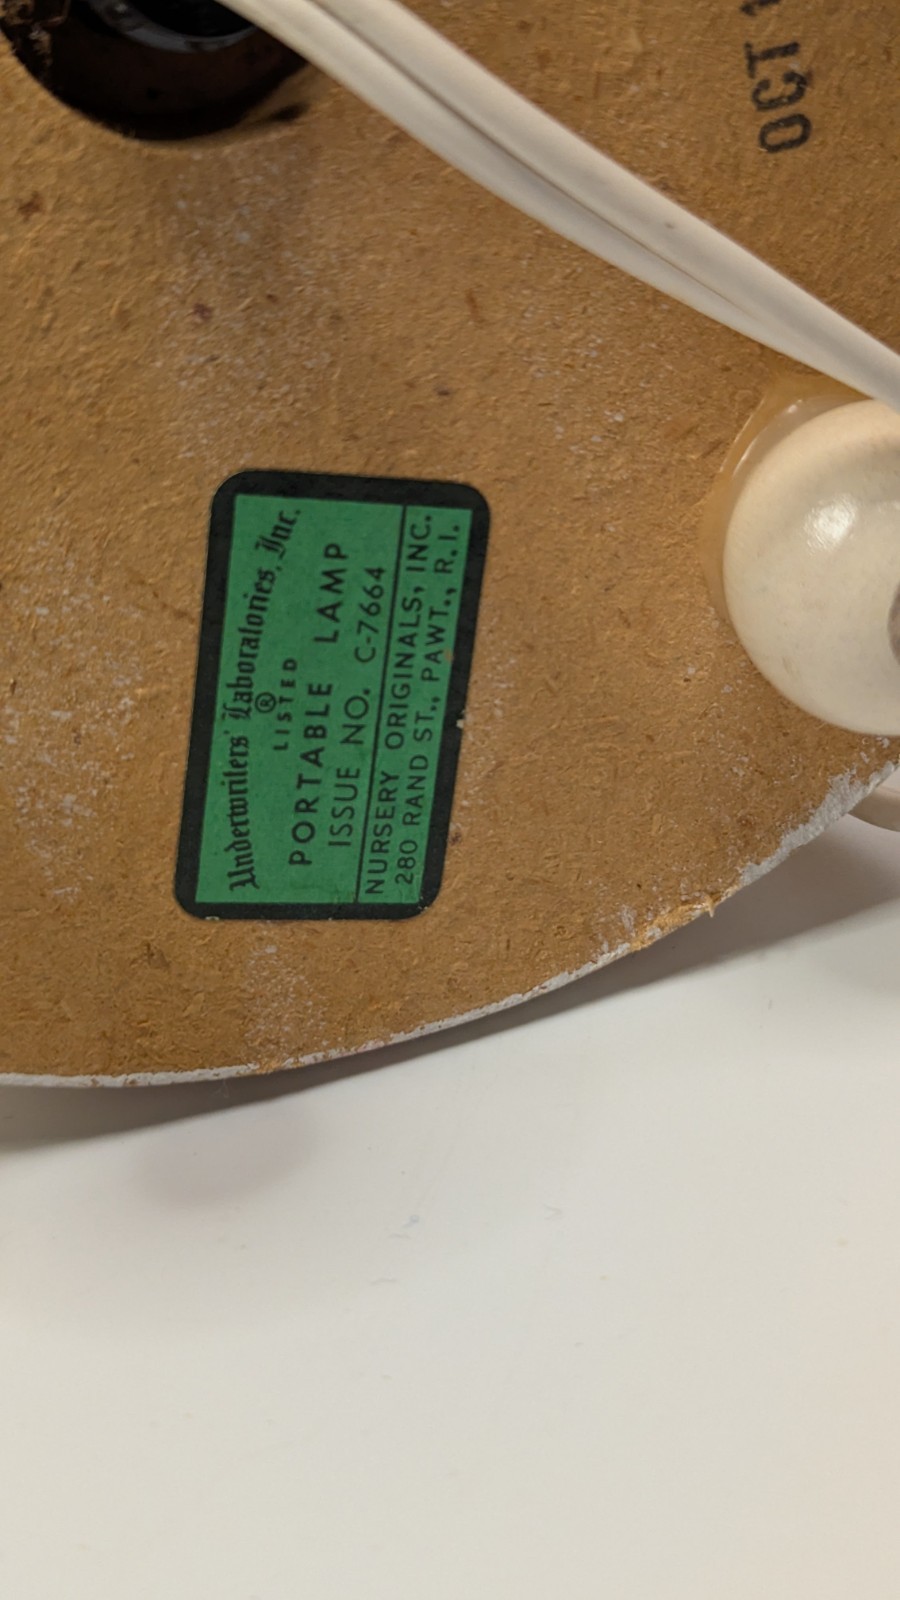 Underwriters' Laboratories, Inc.
®
LISTED
PORTABLE LAMP
ISSUE NO. C-7664
NURSERY ORIGINALS, INC.
280 RAND ST., PAWT., R.I.
OCT